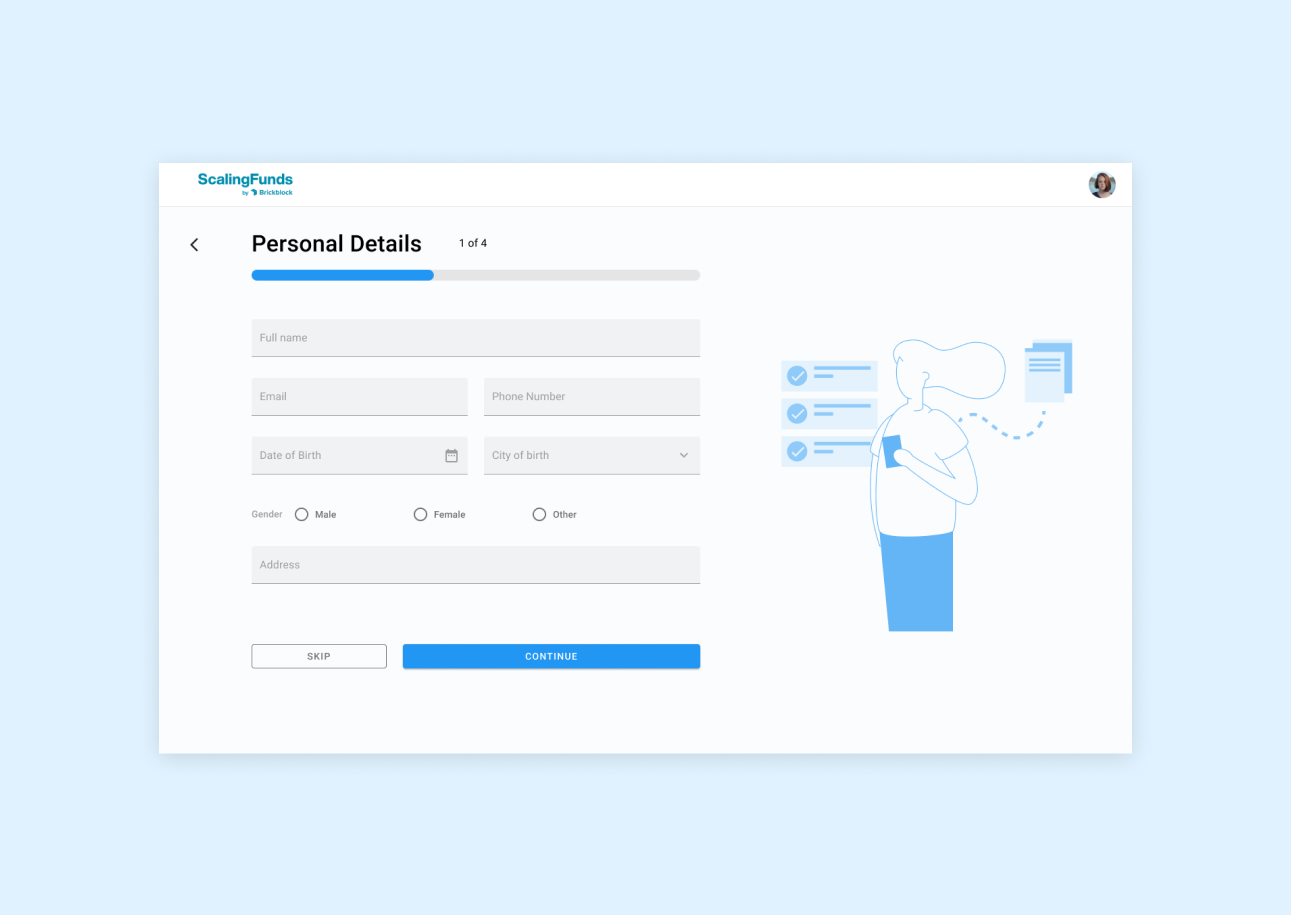 ScalingFunds
by Brickblock
Personal Details 1 of 4
Full name
Email Phone Number
Date of Birth City of birth
Gender Male Female Other
Address
SKIP CONTINUE